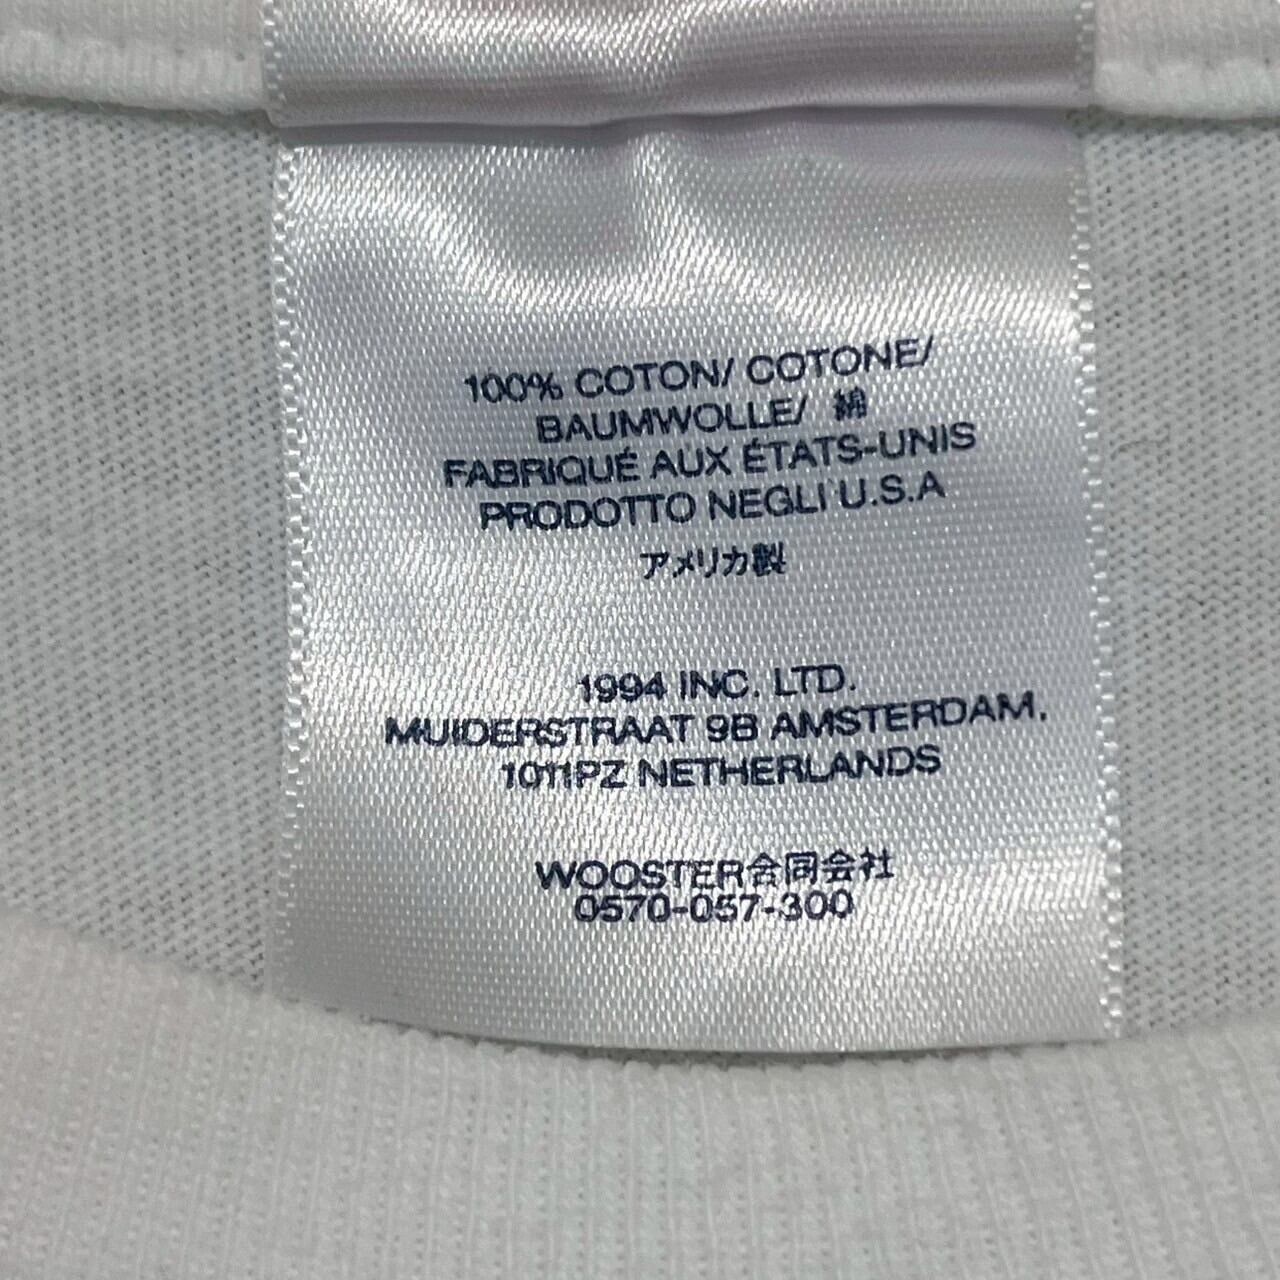 100% COTON/ COTONE/
BAUMWOLLE/ 綿
FABRIQUÉ AUX ÉTATS-UNIS
PRODOTTO NEGLI U.S.A
アメリカ製
1994 INC. LTD.
MUIDERSTRAAT 9B AMSTERDAM,
1011PZ NETHERLANDS
WOOSTER合同会社
0570-057-300